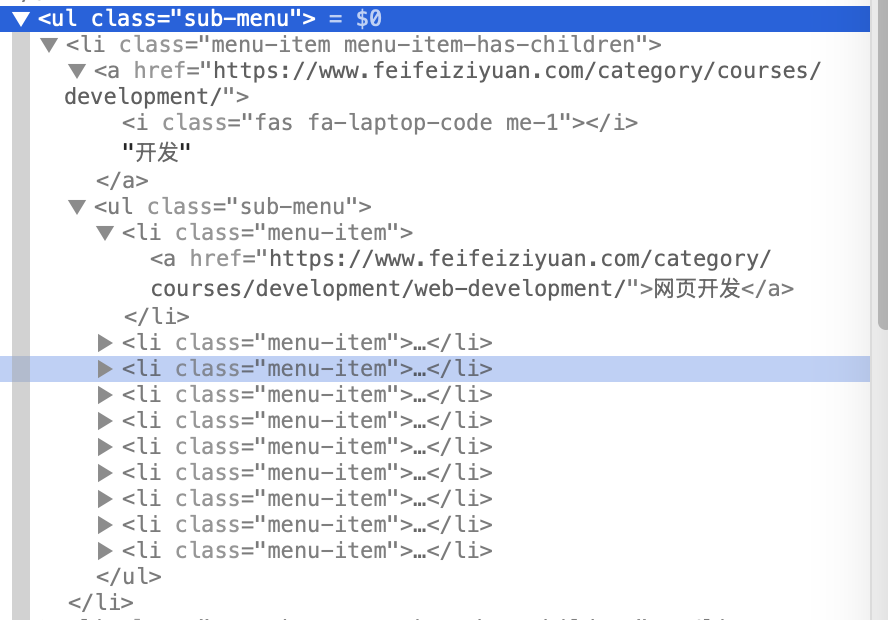 <ul class="sub-menu"> = $0
<li class="menu-item menu-item-has-children">
<a href="https://www.feifeiziyuan.com/category/courses/
development/">
<i class="fas fa-laptop-code me-1"></i>
"开发"
</a>
<ul class="sub-menu">
<li class="menu-item">
<a href="https://www.feifeiziyuan.com/category/
courses/development/web-development/">网页开发</a>
</li>
<li class="menu-item">…</li>
<li class="menu-item">…</li>
<li class="menu-item">…</li>
<li class="menu-item">…</li>
<li class="menu-item">…</li>
<li class="menu-item">…</li>
<li class="menu-item">…</li>
<li class="menu-item">…</li>
<li class="menu-item">…</li>
</ul>
</li>